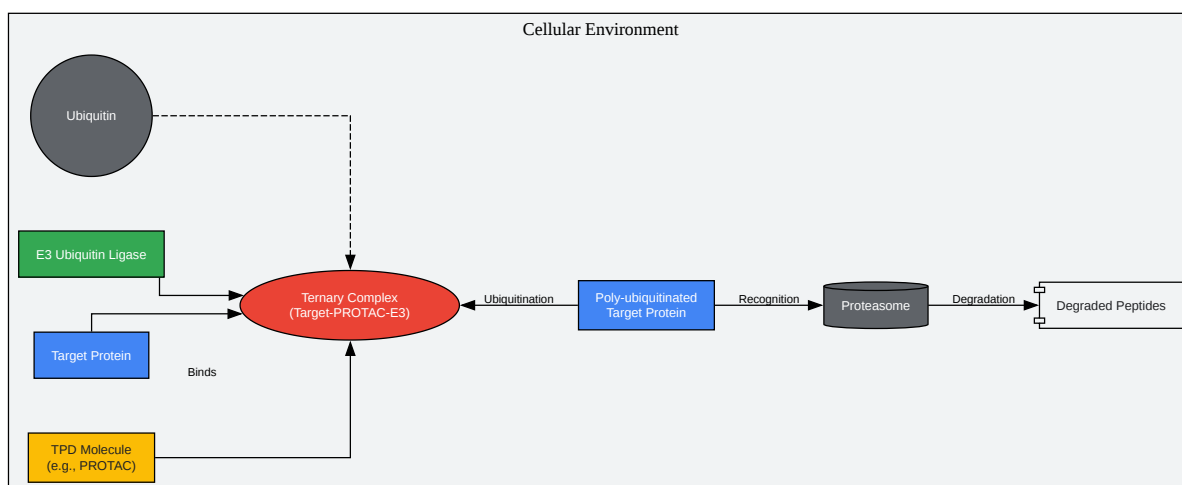 Cellular Environment
Ubiquitin
E3 Ubiquitin Ligase
Target Protein
Binds
TPD Molecule
(e.g., PROTAC)
Ternary Complex
(Target-PROTAC-E3)
Ubiquitination
Poly-ubiquitinated
Target Protein
Recognition
Proteasome
Degradation
Degraded Peptides